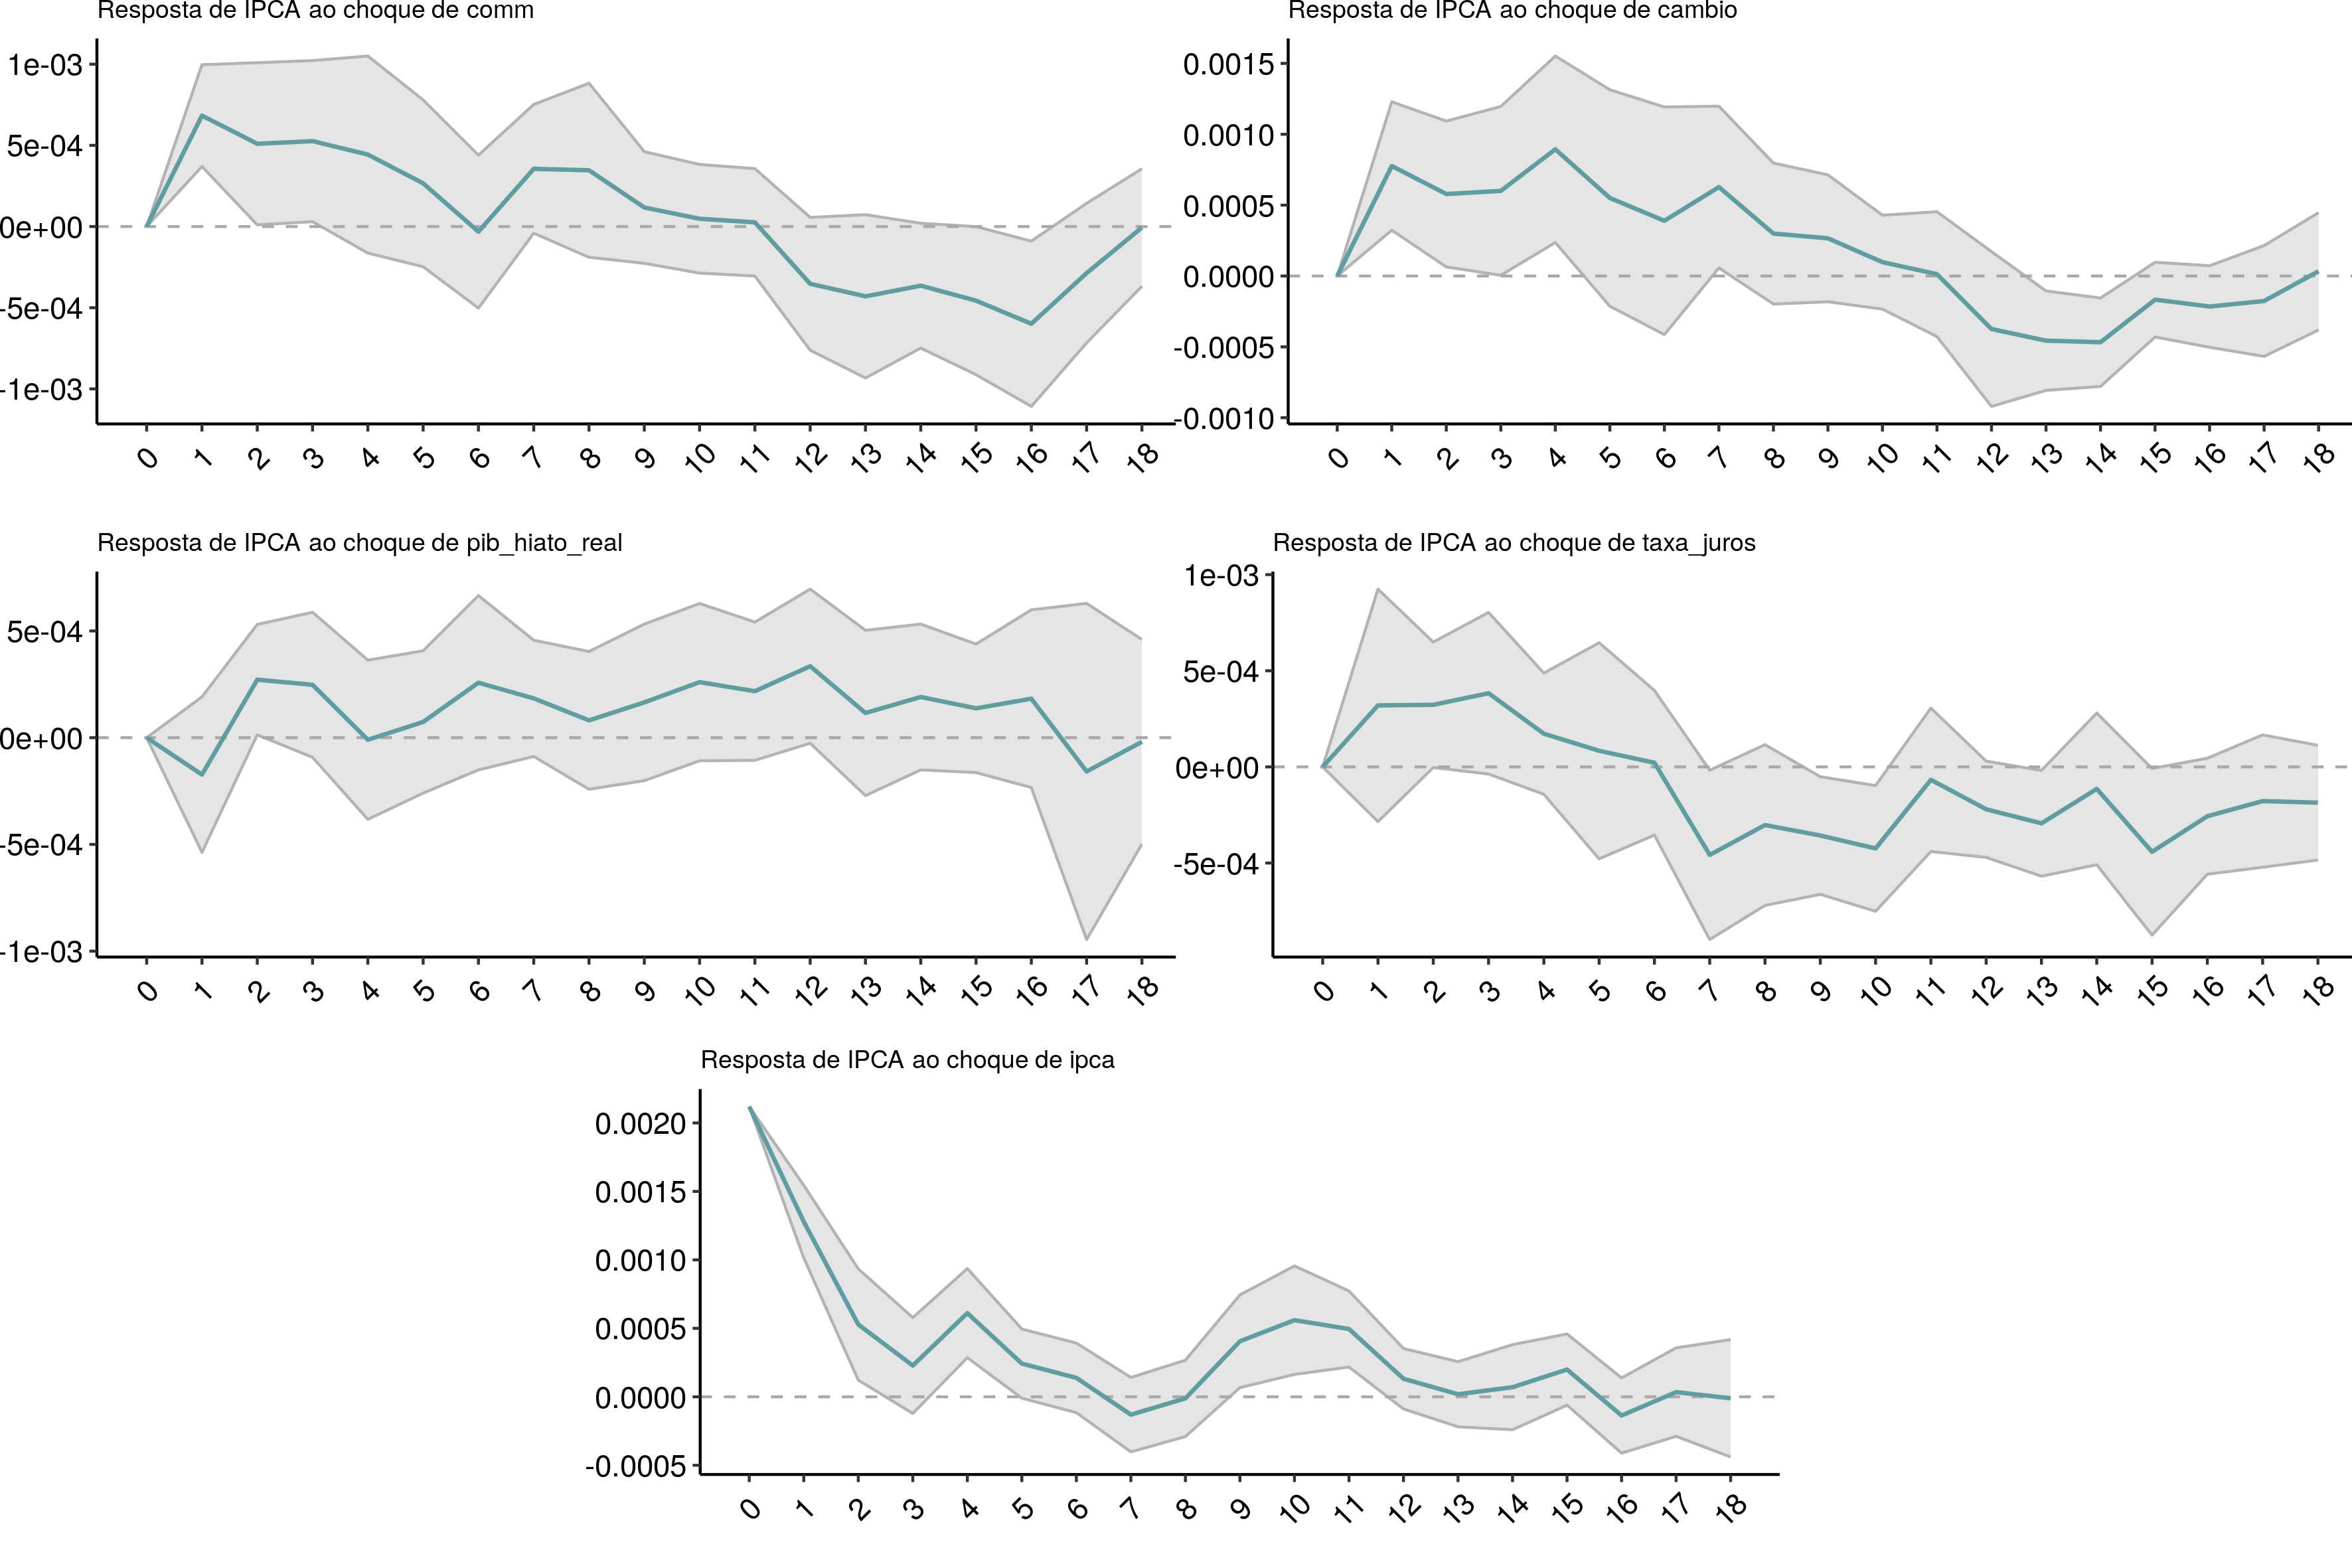 Resposta de IPCA ao choque de comm
1e-03
5e-04
0e+00
-5e-04
-1e-03
0 1 2 3 4 5 6 7 8 9 10 11 12 13 14 15 16 17 18
Resposta de IPCA ao choque de cambio
0.0015
0.0010
0.0005
0.0000
-0.0005
-0.0010
0 1 2 3 4 5 6 7 8 9 10 11 12 13 14 15 16 17 18
Resposta de IPCA ao choque de pib_hiato_real
5e-04
0e+00
-5e-04
-1e-03
0 1 2 3 4 5 6 7 8 9 10 11 12 13 14 15 16 17 18
Resposta de IPCA ao choque de taxa_juros
1e-03
5e-04
0e+00
-5e-04
0 1 2 3 4 5 6 7 8 9 10 11 12 13 14 15 16 17 18
Resposta de IPCA ao choque de ipca
0.0020
0.0015
0.0010
0.0005
0.0000
-0.0005
0 1 2 3 4 5 6 7 8 9 10 11 12 13 14 15 16 17 18